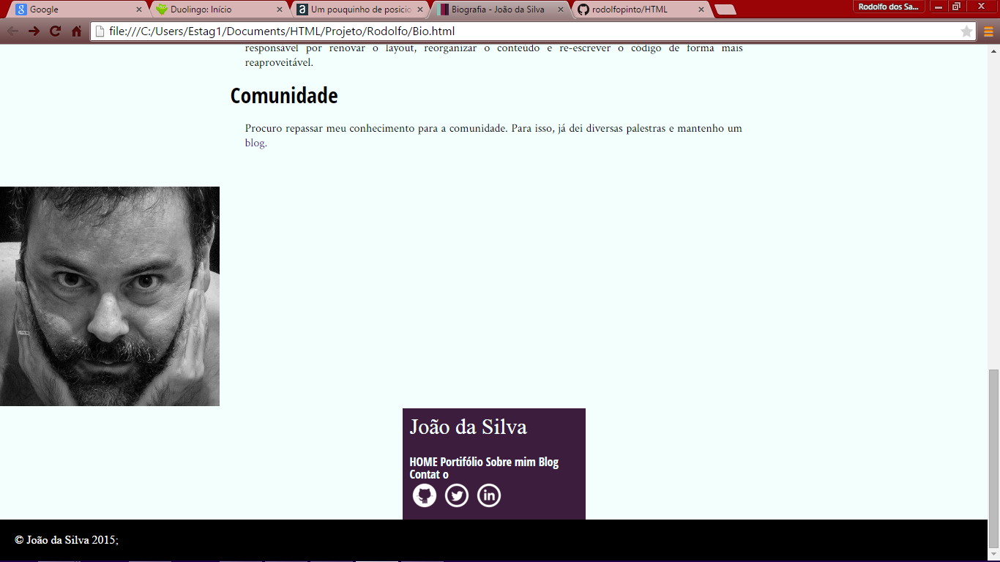 Google
Duolingo: Início
Um pouquinho de posicio
Biografia - João da Silva
rodolfopinto/HTML
Rodolfo dos Sa...
file:///C:/Users/Estag1/Documents/HTML/Projeto/Rodolfo/Bio.html
responsável por renovar o layout, reorganizar o conteúdo e re-escrever o código de forma mais
reaproveitável.
Comunidade
Procuro repassar meu conhecimento para a comunidade. Para isso, já dei diversas palestras e mantenho um
blog.
João da Silva
HOME Portifólio Sobre mim Blog
Contat o
in
© João da Silva 2015;